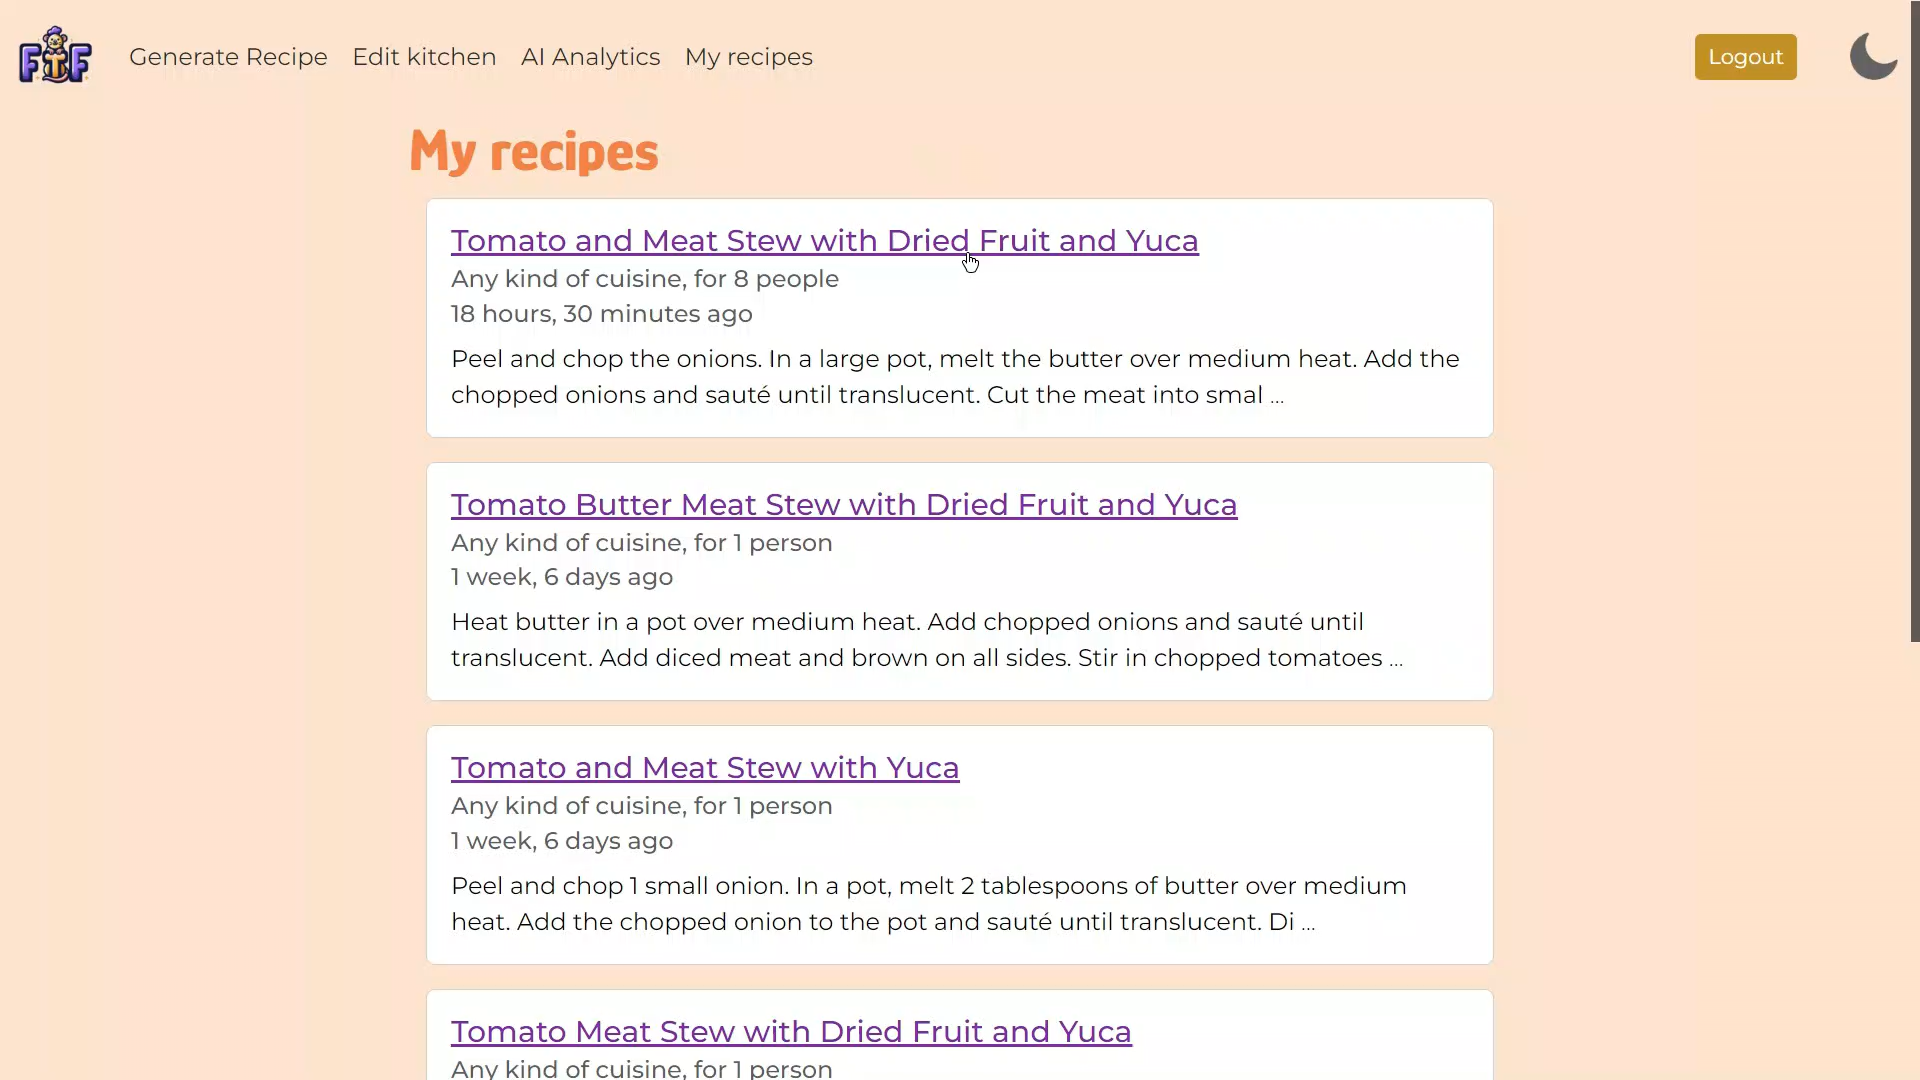 FTF
Generate Recipe Edit kitchen AI Analytics My recipes Logout
My recipes
Tomato and Meat Stew with Dried Fruit and Yuca
Any kind of cuisine, for 8 people
18 hours, 30 minutes ago
Peel and chop the onions. In a large pot, melt the butter over medium heat. Add the
chopped onions and sauté until translucent. Cut the meat into smal ...
Tomato Butter Meat Stew with Dried Fruit and Yuca
Any kind of cuisine, for 1 person
1 week, 6 days ago
Heat butter in a pot over medium heat. Add chopped onions and sauté until
translucent. Add diced meat and brown on all sides. Stir in chopped tomatoes ...
Tomato and Meat Stew with Yuca
Any kind of cuisine, for 1 person
1 week, 6 days ago
Peel and chop 1 small onion. In a pot, melt 2 tablespoons of butter over medium
heat. Add the chopped onion to the pot and sauté until translucent. Di ...
Tomato Meat Stew with Dried Fruit and Yuca
Any kind of cuisine, for 1 person